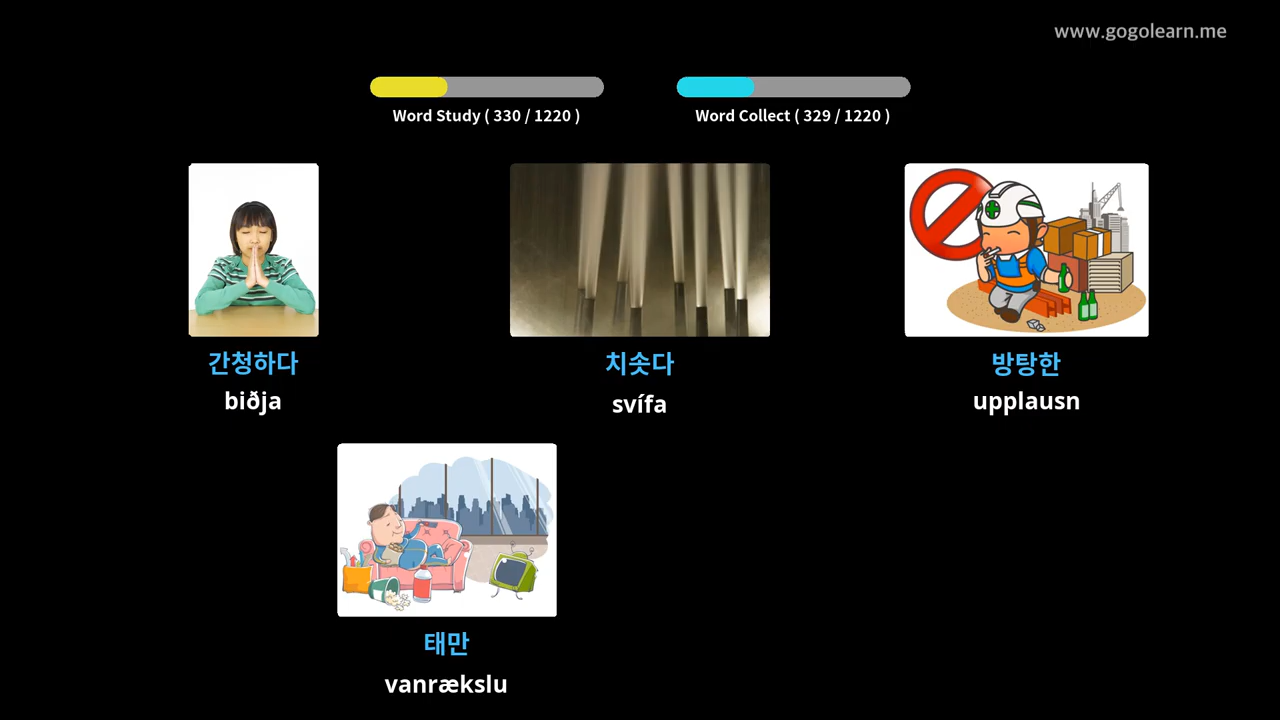 www.gogolearn.me
Word Study ( 330 / 1220 )
Word Collect ( 329 / 1220 )
간청하다
biðja
치솟다
svífa
방탕한
upplausn
태만
vanrækslu